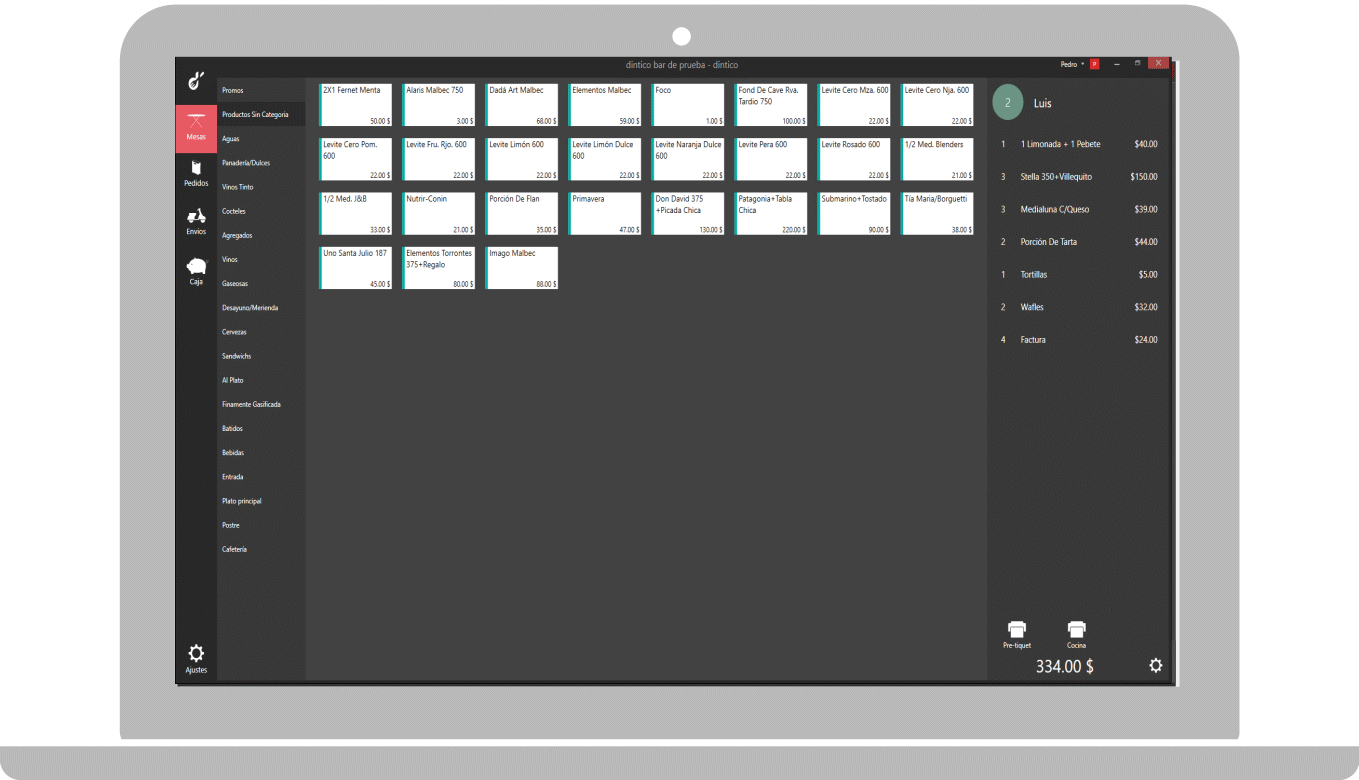 dintico bar de prueba - dintico
Pedro
P
Mesas
Pedidos
Envios
Caja
Ajustes
Promos
Productos Sin Categoria
Aguas
Panadería/Dulces
Vinos Tinto
Cocteles
Agregados
Vinos
Gaseosas
Desayuno/Merienda
Cervezas
Sandwichs
Al Plato
Finamente Gasificada
Batidos
Bebidas
Entrada
Plato principal
Postre
Cafetería
2X1 Fernet Menta
50.00 $
Alaris Malbec 750
3.00 $
Dadá Art Malbec
68.00 $
Elementos Malbec
59.00 $
Foco
1.00 $
Fond De Cave Rva.
Tardio 750
100.00 $
Levite Cero Mza. 600
22.00 $
Levite Cero Nja. 600
22.00 $
Levite Cero Pom.
600
22.00 $
Levite Fru. Rjo. 600
22.00 $
Levite Limón 600
22.00 $
Levite Limón Dulce
600
22.00 $
Levite Naranja Dulce
600
22.00 $
Levite Pera 600
22.00 $
Levite Rosado 600
22.00 $
1/2 Med. Blenders
21.00 $
1/2 Med. J&B
33.00 $
Nutrir-Conin
21.00 $
Porción De Flan
35.00 $
Primavera
47.00 $
Don David 375
+Picada Chica
130.00 $
Patagonia+Tabla
Chica
220.00 $
Submarino+Tostado
90.00 $
Tía Maria/Borguetti
38.00 $
Uno Santa Julio 187
45.00 $
Elementos Torrontes
375+Regalo
80.00 $
Imago Malbec
88.00 $
2 Luis
1 1 Limonada + 1 Pebete $40.00
3 Stella 350+Villequito $150.00
3 Medialuna C/Queso $39.00
2 Porción De Tarta $44.00
1 Tortillas $5.00
2 Wafles $32.00
4 Factura $24.00
Pre-tiquet Cocina
334.00 $